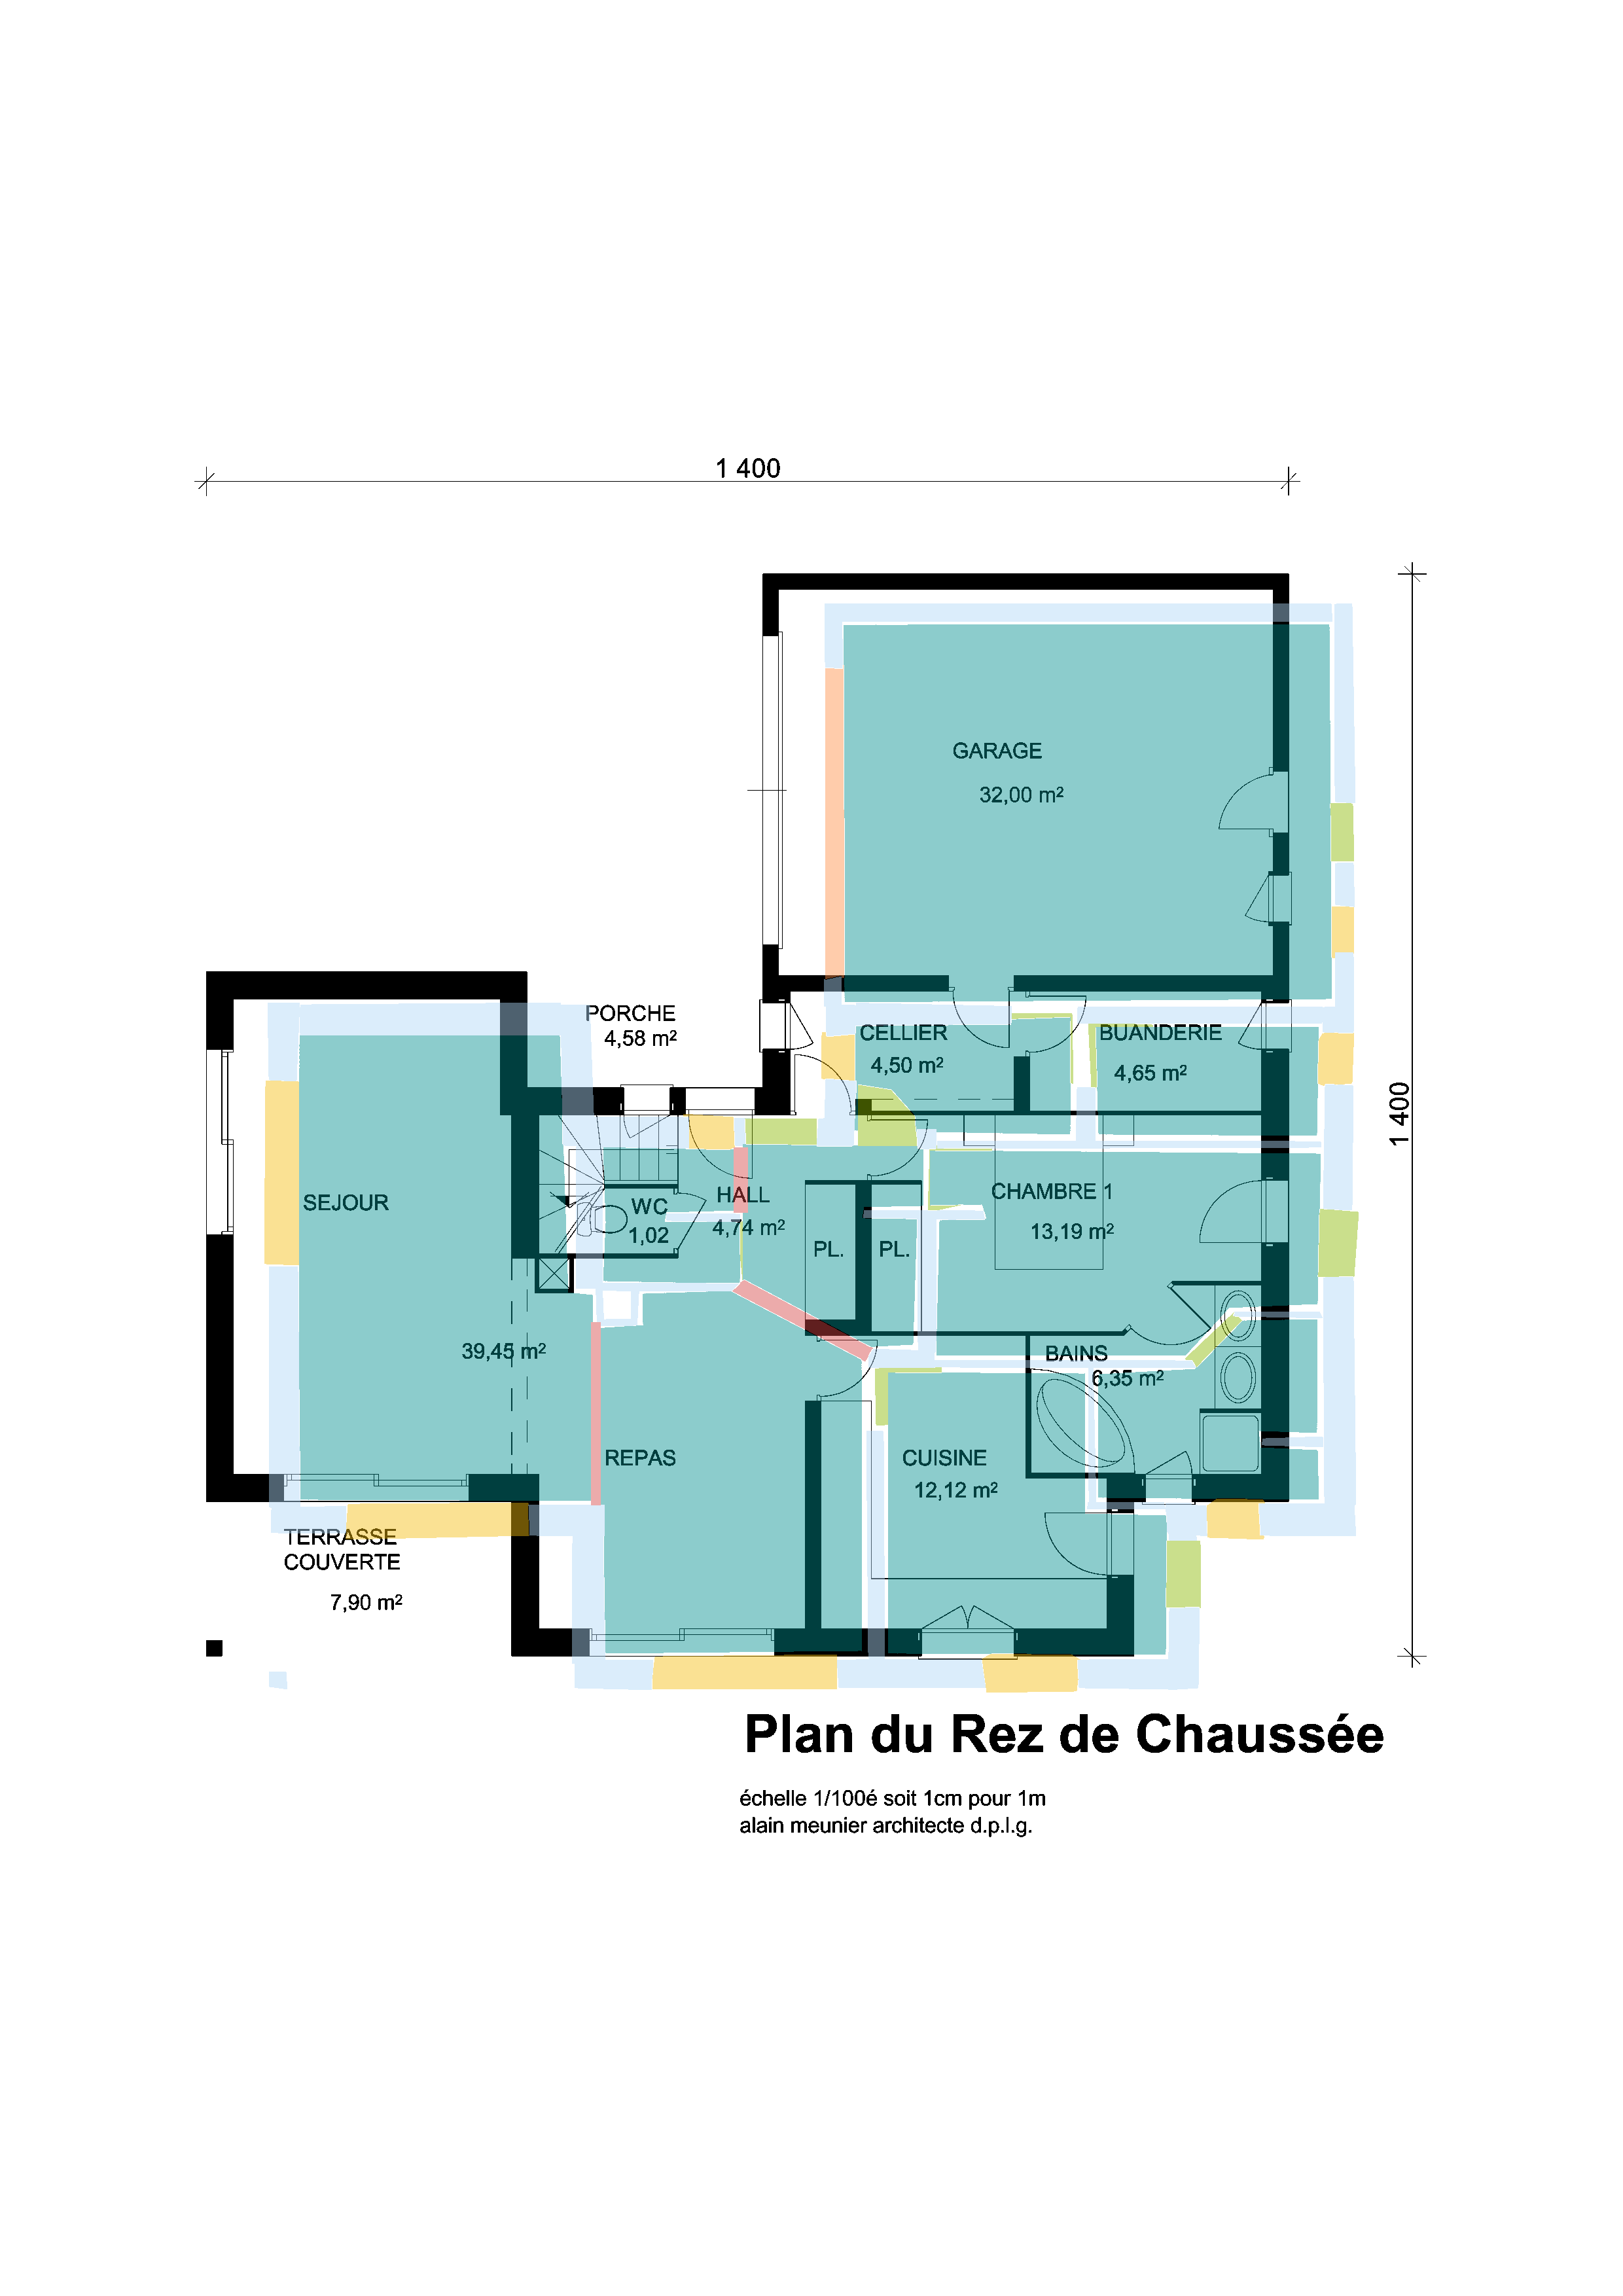 1 400
GARAGE
32,00 m²
PORCHE
4,58 m²
CELLIER
4,50 m²
BUANDERIE
4,65 m²
1 400
SEJOUR
WC
1,02
HALL
4,74 m²
CHAMBRE 1
13,19 m²
PL.
PL.
39,45 m²
BAINS
6,35 m²
REPAS
CUISINE
12,12 m²
TERRASSE
COUVERTE
7,90 m²
Plan du Rez de Chaussée
échelle 1/100é soit 1cm pour 1m
alain meunier architecte d.p.l.g.